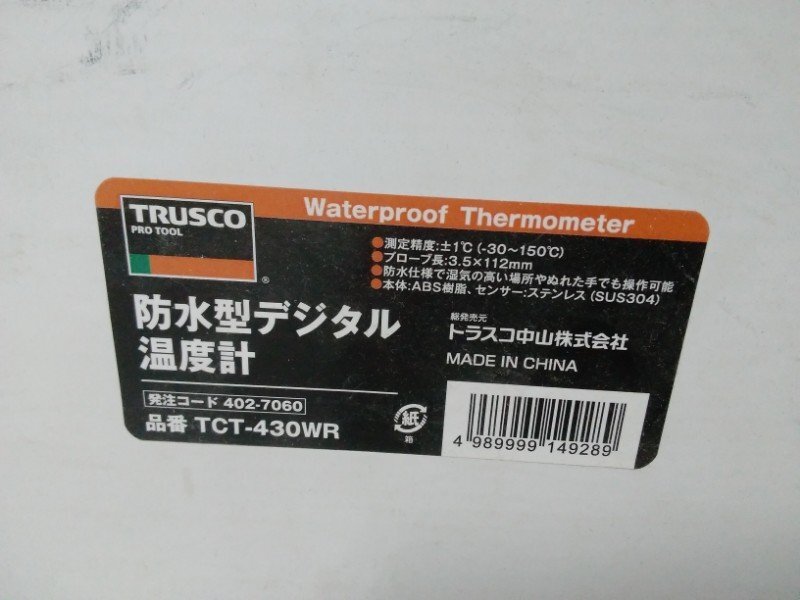 Waterproof Thermometer
TRUSCO
PRO TOOL
®
●測定精度:±1℃(-30～150℃)
●プローブ長:3.5×112mm
●防水仕様で湿気の高い場所やぬれた手でも操作可能
●本体:ABS樹脂、センサー:ステンレス(SUS304)
防水型デジタル
温度計
総発売元
トラスコ中山株式会社
MADE IN CHINA
発注コード 402-7060
品番 TCT-430WR
紙
箱
4 989999 149289